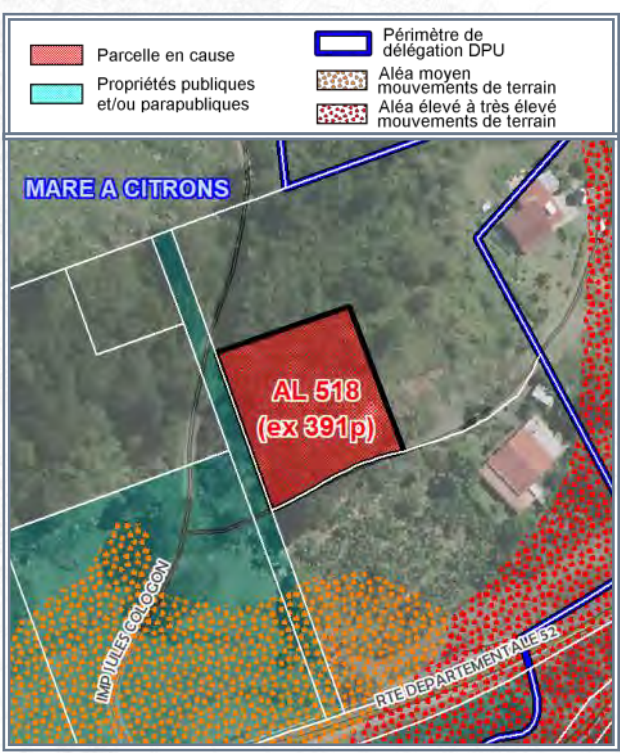 Parcelle en cause
Propriétés publiques
et/ou parapubliques
Périmètre de
délégation DPU
Aléa moyen
mouvements de terrain
Aléa élevé à très élevé
mouvements de terrain
MARE A CITRONS
AL 518
(ex 391p)
IMP JULES COLOGON
RTE DEPARTEMENTALE 52